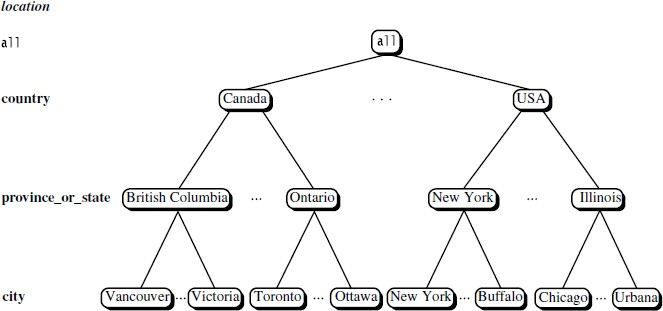 location
all
all
country
Canada
...
USA
province_or_state
British Columbia
...
Ontario
New York
...
Illinois
city
Vancouver
...
Victoria
Toronto
...
Ottawa
New York
...
Buffalo
Chicago
...
Urbana